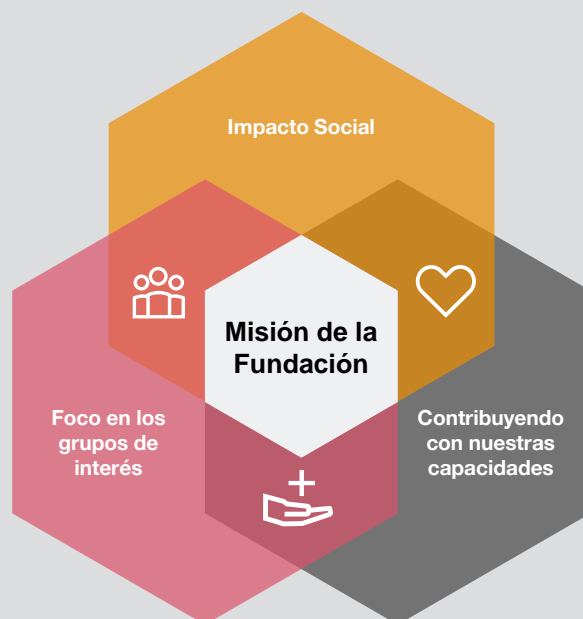 Impacto Social
Misión de la
Fundación
Foco en los
grupos de
interés
Contribuyendo
con nuestras
capacidades